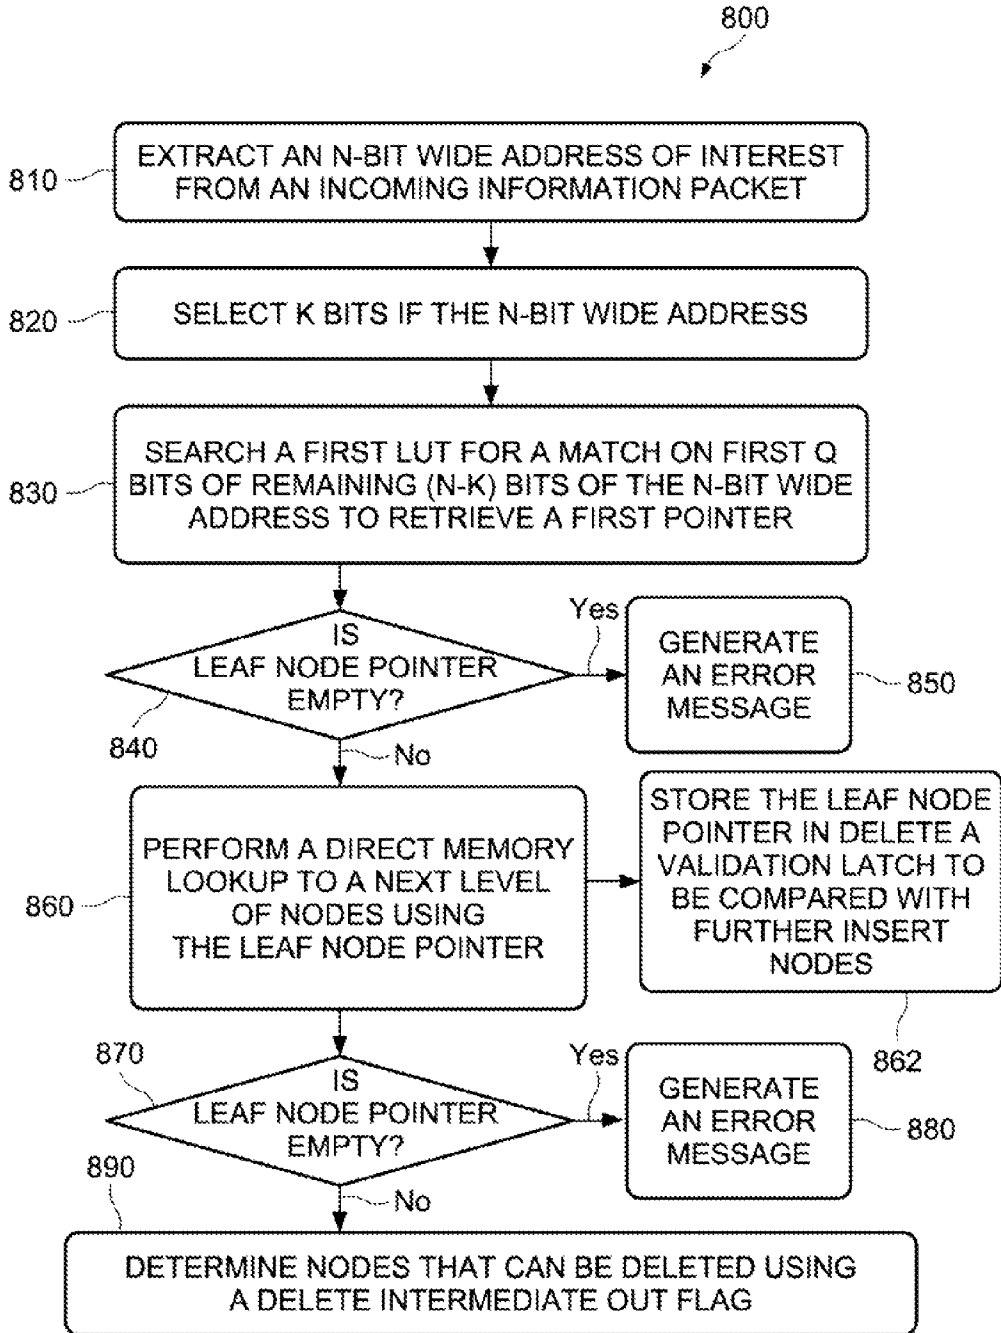 800
810
EXTRACT AN N-BIT WIDE ADDRESS OF INTEREST
FROM AN INCOMING INFORMATION PACKET
820
SELECT K BITS IF THE N-BIT WIDE ADDRESS
830
SEARCH A FIRST LUT FOR A MATCH ON FIRST Q
BITS OF REMAINING (N-K) BITS OF THE N-BIT WIDE
ADDRESS TO RETRIEVE A FIRST POINTER
IS
LEAF NODE POINTER
EMPTY?
840
Yes
GENERATE
AN ERROR
MESSAGE
850
No
860
PERFORM A DIRECT MEMORY
LOOKUP TO A NEXT LEVEL
OF NODES USING
THE LEAF NODE POINTER
STORE THE LEAF NODE
POINTER IN DELETE A
VALIDATION LATCH TO
BE COMPARED WITH
FURTHER INSERT
NODES
862
870
IS
LEAF NODE POINTER
EMPTY?
Yes
GENERATE
AN ERROR
MESSAGE
880
No
890
DETERMINE NODES THAT CAN BE DELETED USING
A DELETE INTERMEDIATE OUT FLAG